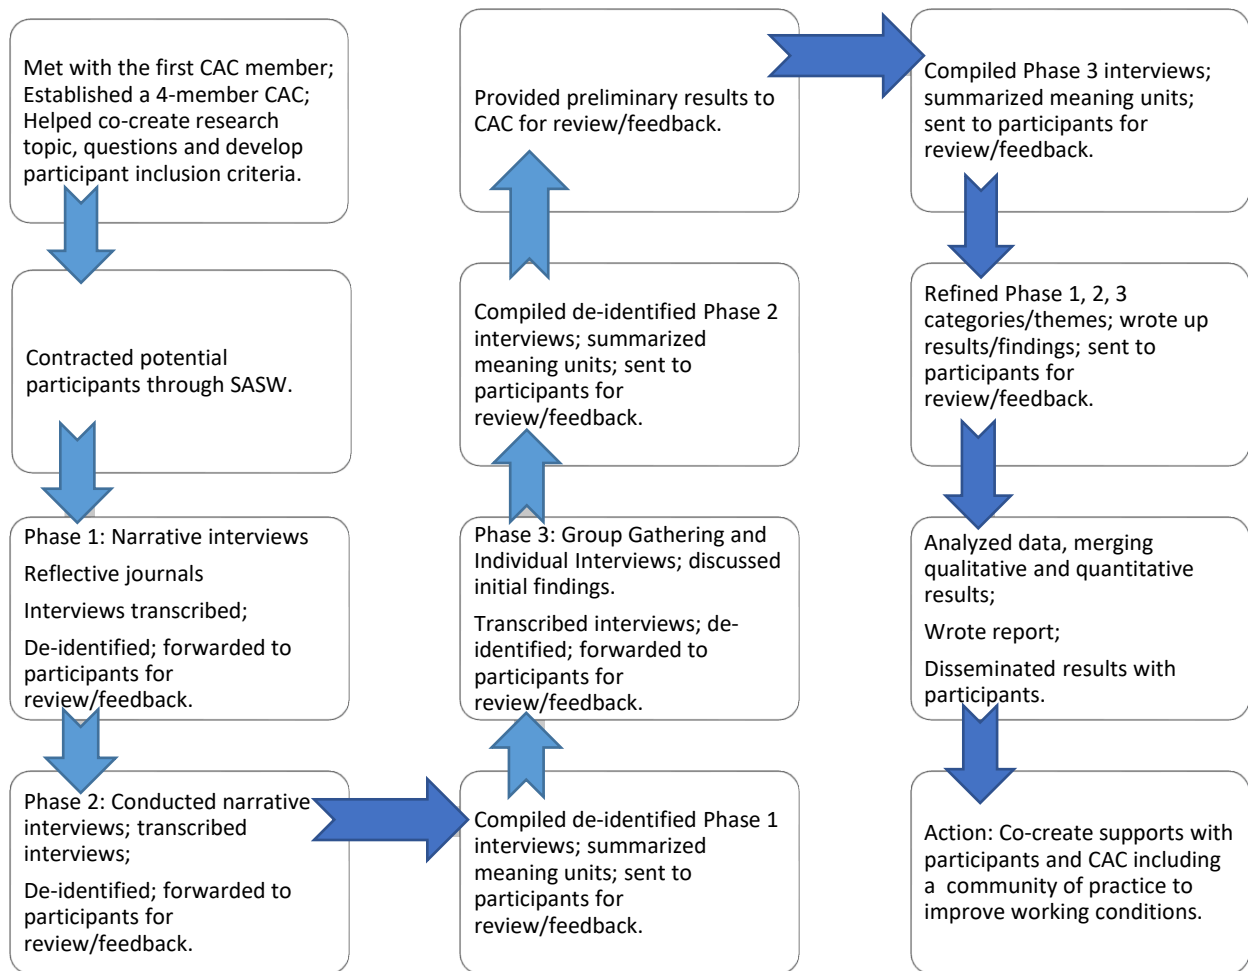 Met with the first CAC member;
Established a 4-member CAC;
Helped co-create research
topic, questions and develop
participant inclusion criteria.
Contracted potential
participants through SASW.
Phase 1: Narrative interviews
Reflective journals
Interviews transcribed;
De-identified; forwarded to
participants for
review/feedback.
Phase 2: Conducted narrative
interviews; transcribed
interviews;
De-identified; forwarded to
participants for
review/feedback.
Compiled de-identified Phase 1
interviews; summarized
meaning units; sent to
participants for
review/feedback.
Phase 3: Group Gathering and
Individual Interviews; discussed
initial findings.
Transcribed interviews; de-
identified; forwarded to
participants for
review/feedback.
Compiled de-identified Phase 2
interviews; summarized
meaning units; sent to
participants for
review/feedback.
Provided preliminary results to
CAC for review/feedback.
Compiled Phase 3 interviews;
summarized meaning units;
sent to participants for
review/feedback.
Refined Phase 1, 2, 3
categories/themes; wrote up
results/findings; sent to
participants for
review/feedback.
Analyzed data, merging
qualitative and quantitative
results;
Wrote report;
Disseminated results with
participants.
Action: Co-create supports with
participants and CAC including
a community of practice to
improve working conditions.